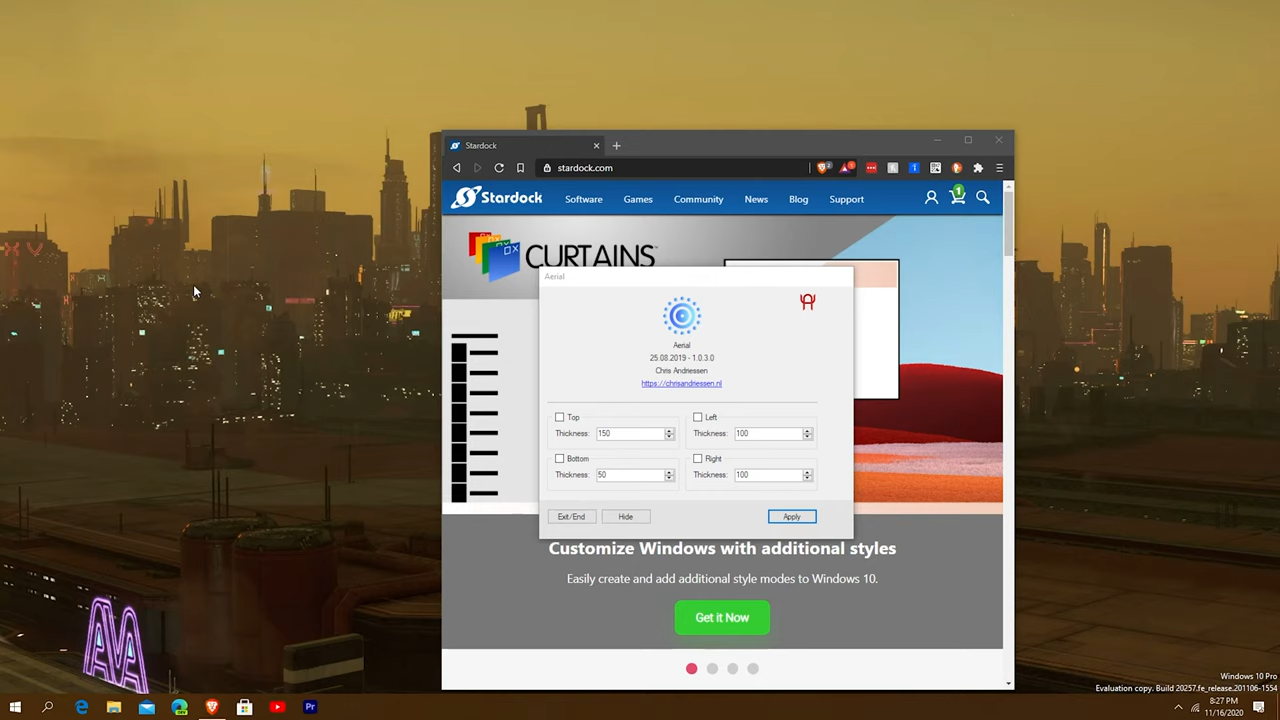 Stardock
stardock.com
Stardock
Software
Games
Community
News
Blog
Support
1
CURTAINS™
Aerial
Aerial
25.08.2019 - 1.0.3.0
Chris Andriessen
https://chrisandriessen.nl
Top
Thickness: 150
Left
Thickness: 100
Bottom
Thickness: 50
Right
Thickness: 100
Exit/End
Hide
Apply
Customize Windows with additional styles
Easily create and add additional style modes to Windows 10.
Get it Now
Windows 10 Pro
Evaluation copy. Build 20257.fe_release.201106-1554
Pr
8:27 PM
11/16/2020